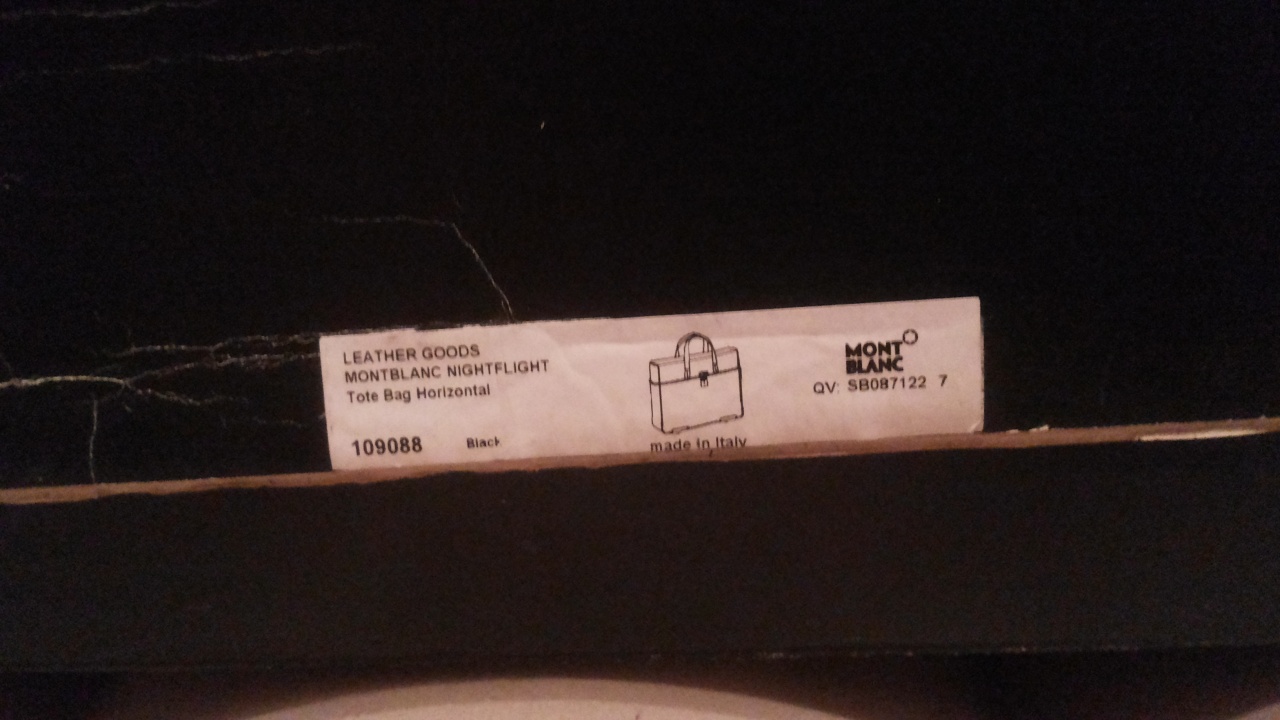 LEATHER GOODS
MONTBLANC NIGHTFLIGHT
Tote Bag Horizontal
109088 Black
made in Italy
MONT
BLANC
QV: SB087122 7